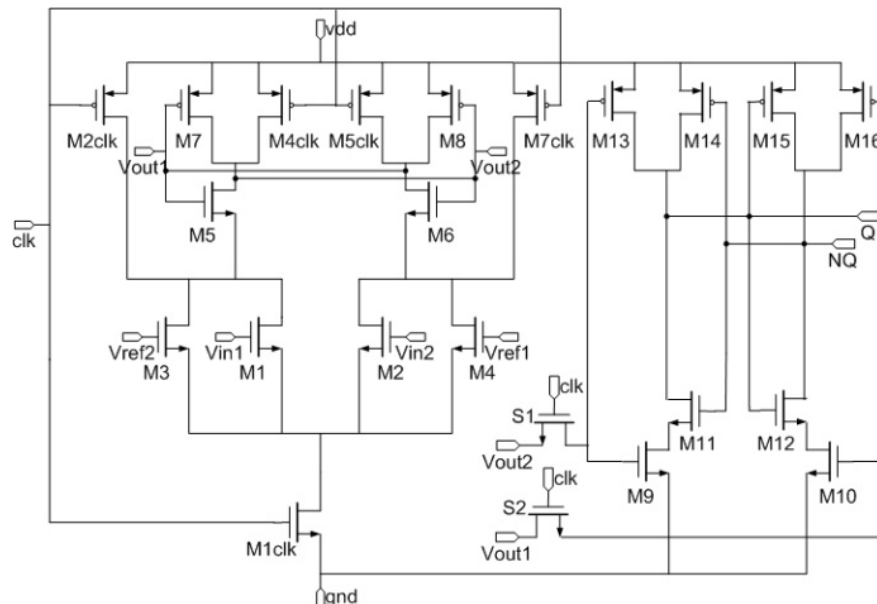 vdd
M2clk M7 M4clk M5clk M8 M7clk M13 M14 M15 M16
Vout1 Vout2
M5 M6
clk Q
NQ
Vref2 Vin1 Vin2 Vref1
M3 M1 M2 M4
clk
S1
M11 M12
Vout2
clk M9 M10
S2
M1clk Vout1
gnd